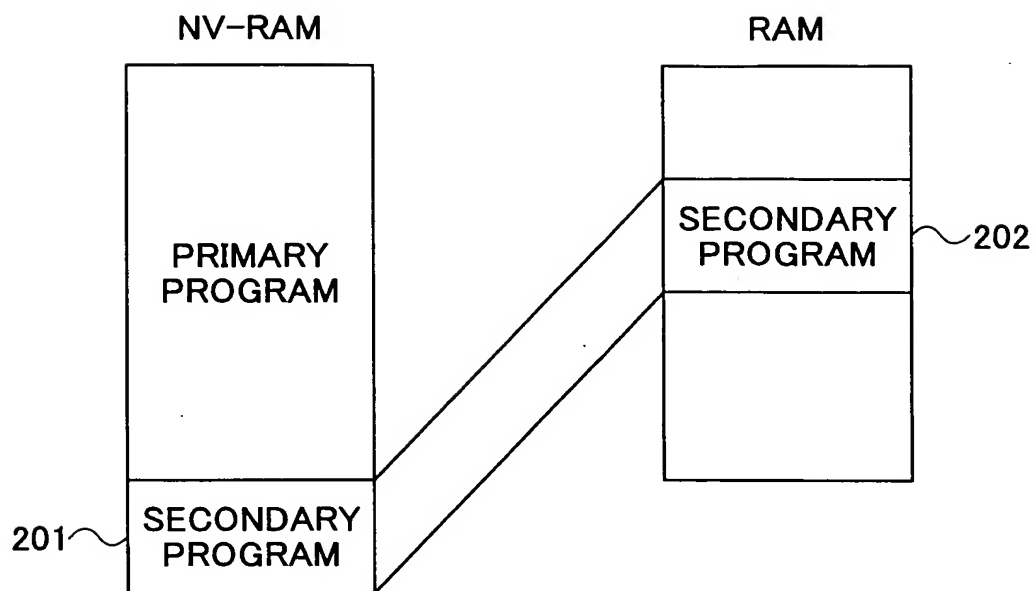 NV-RAM
RAM
PRIMARY
PROGRAM
SECONDARY
PROGRAM
202
201
SECONDARY
PROGRAM